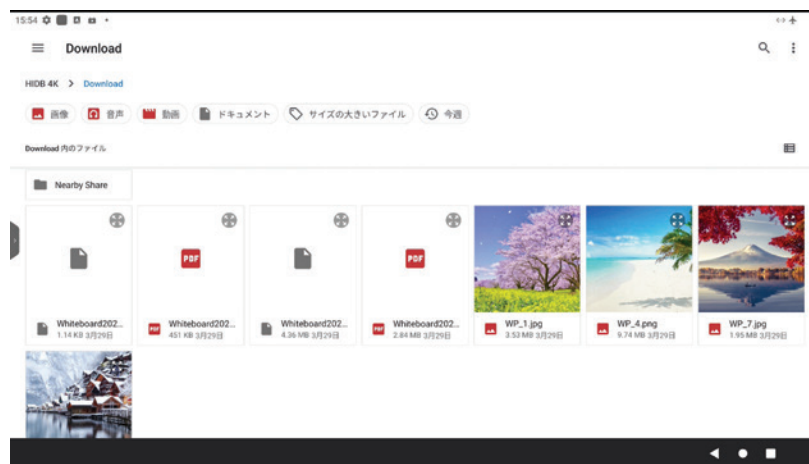 15:54
Download
HIDB 4K > Download
画像 音声 動画 ドキュメント サイズの大きいファイル 今週
Download 内のファイル
Nearby Share
PDF PDF
Whiteboard202... Whiteboard202... Whiteboard202... Whiteboard202... WP_1.jpg WP_4.png WP_7.jpg
1.14 KB 3月29日 PDF 451 KB 3月29日 4.36 MB 3月29日 PDF 2.84 MB 3月29日 3.53 MB 3月29日 9.74 MB 3月29日 1.95 MB 3月29日